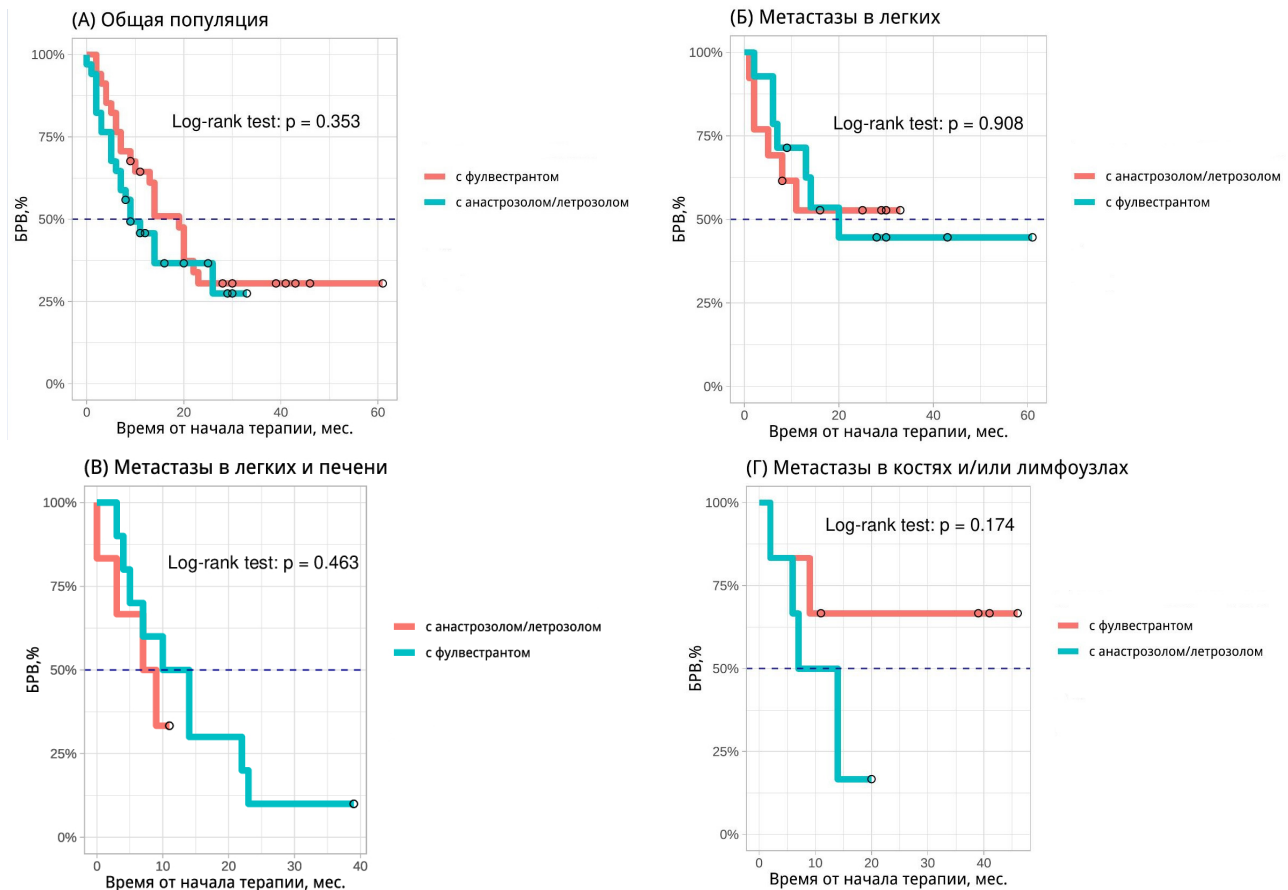 (А) Общая популяция
100%
75%
50%
25%
0%
БРВ,%
Log-rank test: p = 0.353
0 20 40 60
Время от начала терапии, мес.
с фулвестрантом
с анастрозолом/летрозолом
(Б) Метастазы в легких
100%
75%
50%
25%
0%
БРВ,%
Log-rank test: p = 0.908
0 20 40 60
Время от начала терапии, мес.
с анастрозолом/летрозолом
с фулвестрантом
(В) Метастазы в легких и печени
100%
75%
50%
25%
0%
БРВ,%
Log-rank test: p = 0.463
0 10 20 30 40
Время от начала терапии, мес.
с анастрозолом/летрозолом
с фулвестрантом
(Г) Метастазы в костях и/или лимфоузлах
100%
75%
50%
25%
0%
БРВ,%
Log-rank test: p = 0.174
0 10 20 40
Время от начала терапии, мес.
с фулвестрантом
с анастрозолом/летрозолом